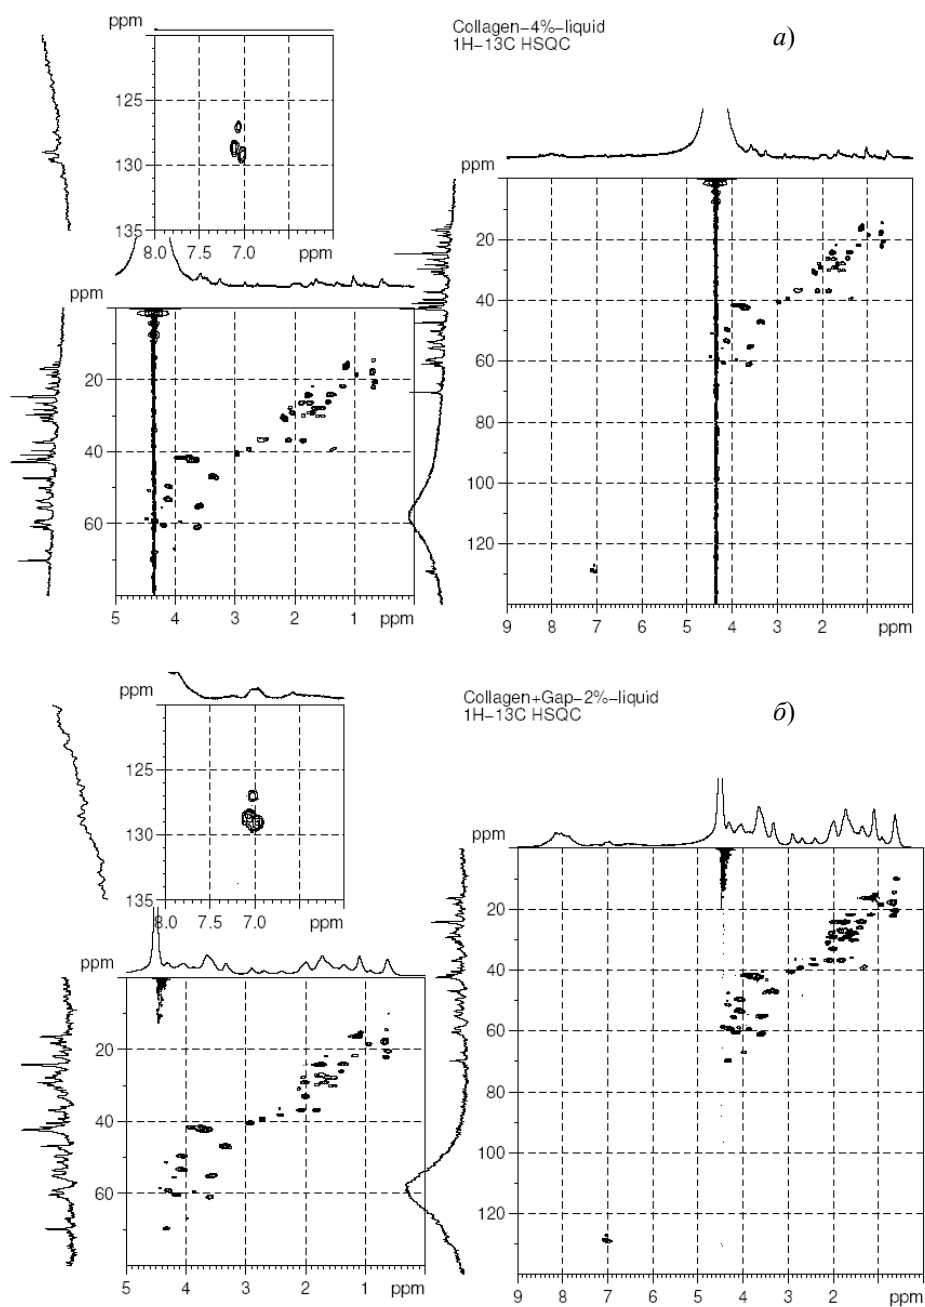 Collagen–4%–liquid
1H–13C HSQC
а)
ppm
125
130
135
8.0 7.5 7.0 ppm
ppm
20
40
60
5 4 3 2 1 ppm
ppm
20
40
60
80
100
120
9 8 7 6 5 4 3 2 ppm
Collagen+Gap–2%–liquid
1H–13C HSQC
б)
ppm
125
130
135
8.0 7.5 7.0 ppm
ppm
20
40
60
5 4 3 2 1 ppm
ppm
20
40
60
80
100
120
9 8 7 6 5 4 3 2 ppm